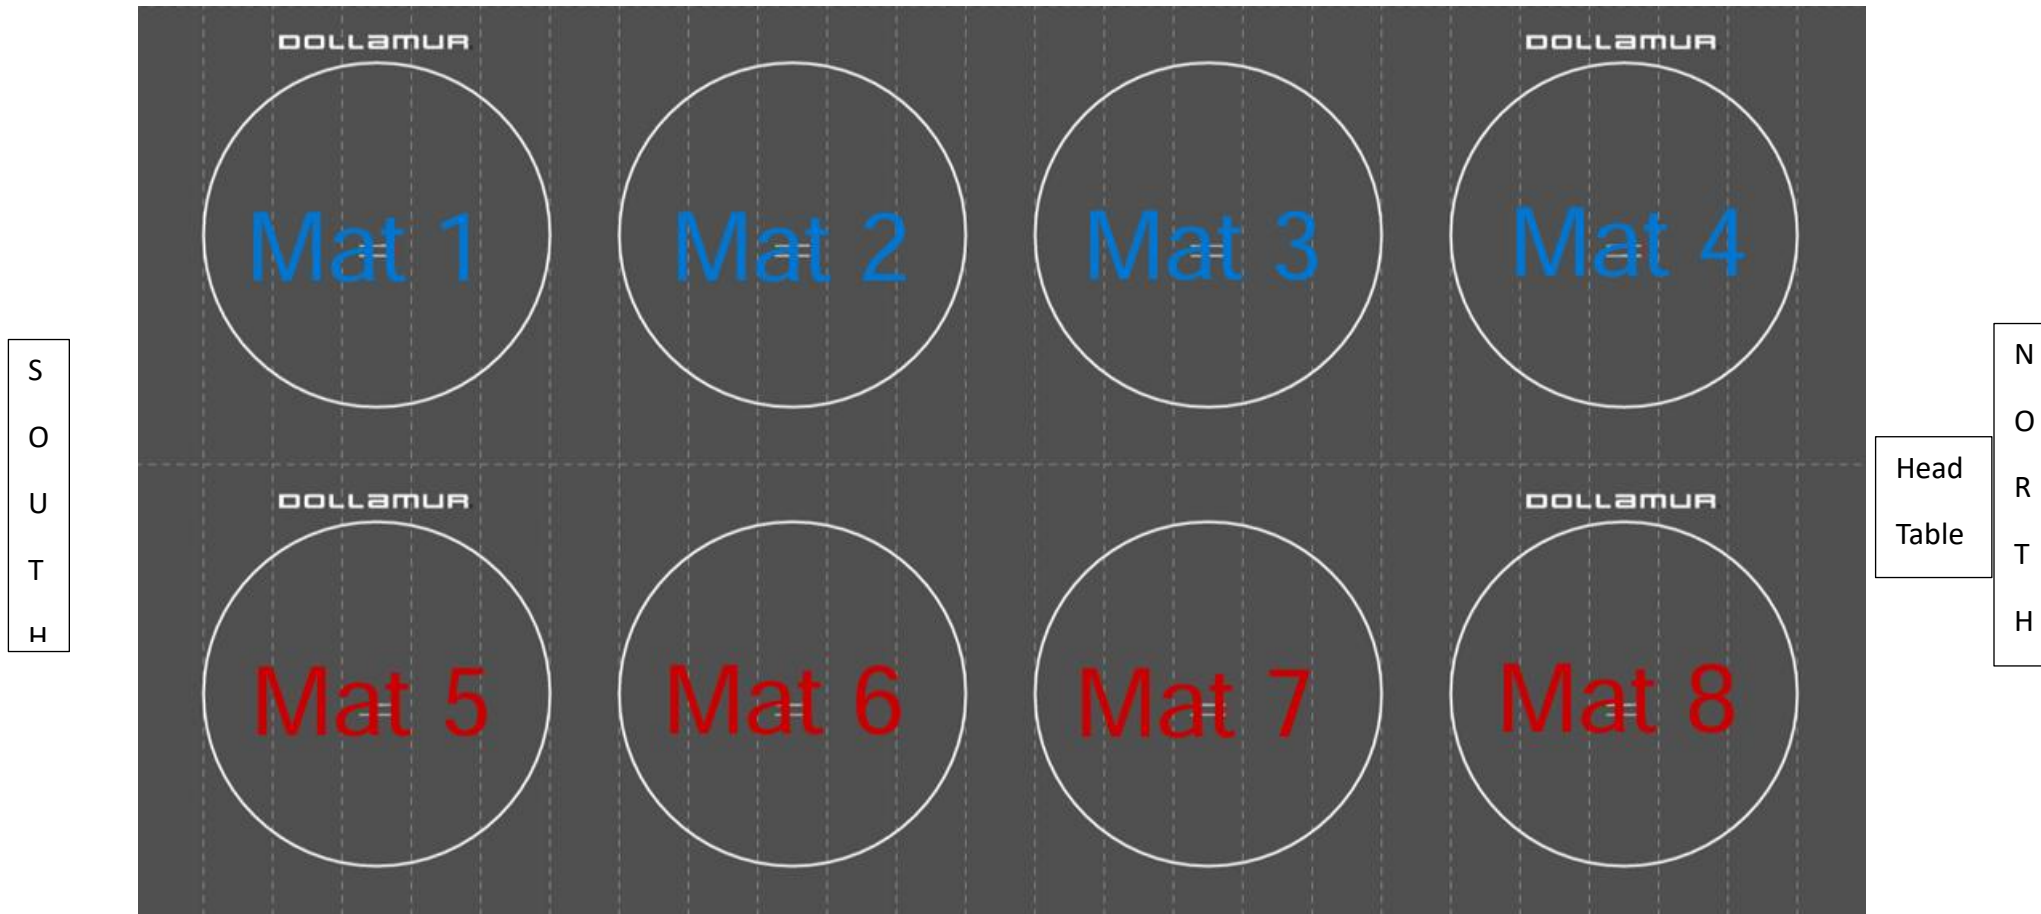 DOLLAMUR
DOLLAMUR
Mat 1
Mat 2
Mat 3
Mat 4
S
O
U
T
H
N
O
R
T
H
Head
Table
DOLLAMUR
DOLLAMUR
Mat 5
Mat 6
Mat 7
Mat 8